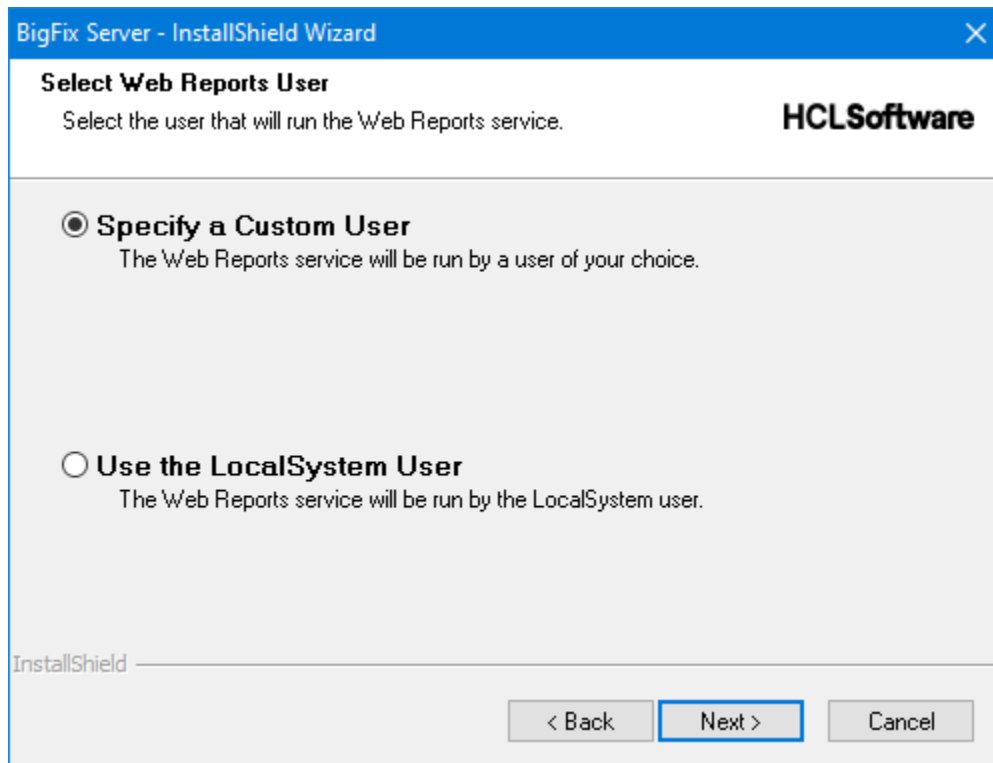 BigFix Server - InstallShield Wizard
Select Web Reports User
Select the user that will run the Web Reports service.
HCLSoftware
Specify a Custom User
The Web Reports service will be run by a user of your choice.
Use the LocalSystem User
The Web Reports service will be run by the LocalSystem user.
InstallShield
< Back
Next >
Cancel